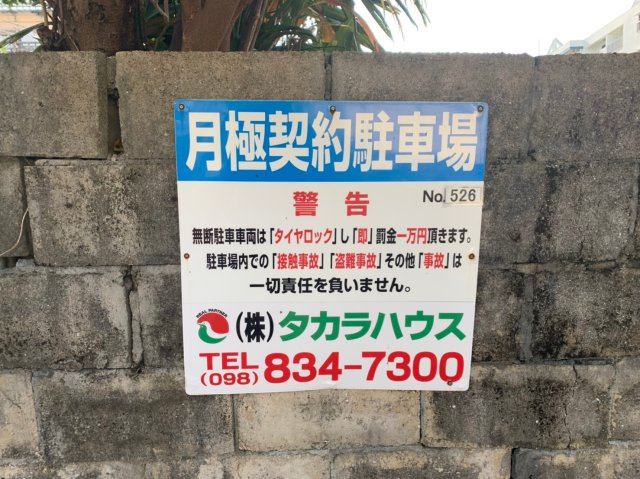 月極契約駐車場
警告
No. 526
無断駐車車両は「タイヤロック」し「即」罰金一万円頂きます。
駐車場内での「接触事故」「盗難事故」その他「事故」は
一切責任を負いません。
REAL PARTNER
(株)タカラハウス
TEL (098) 834-7300